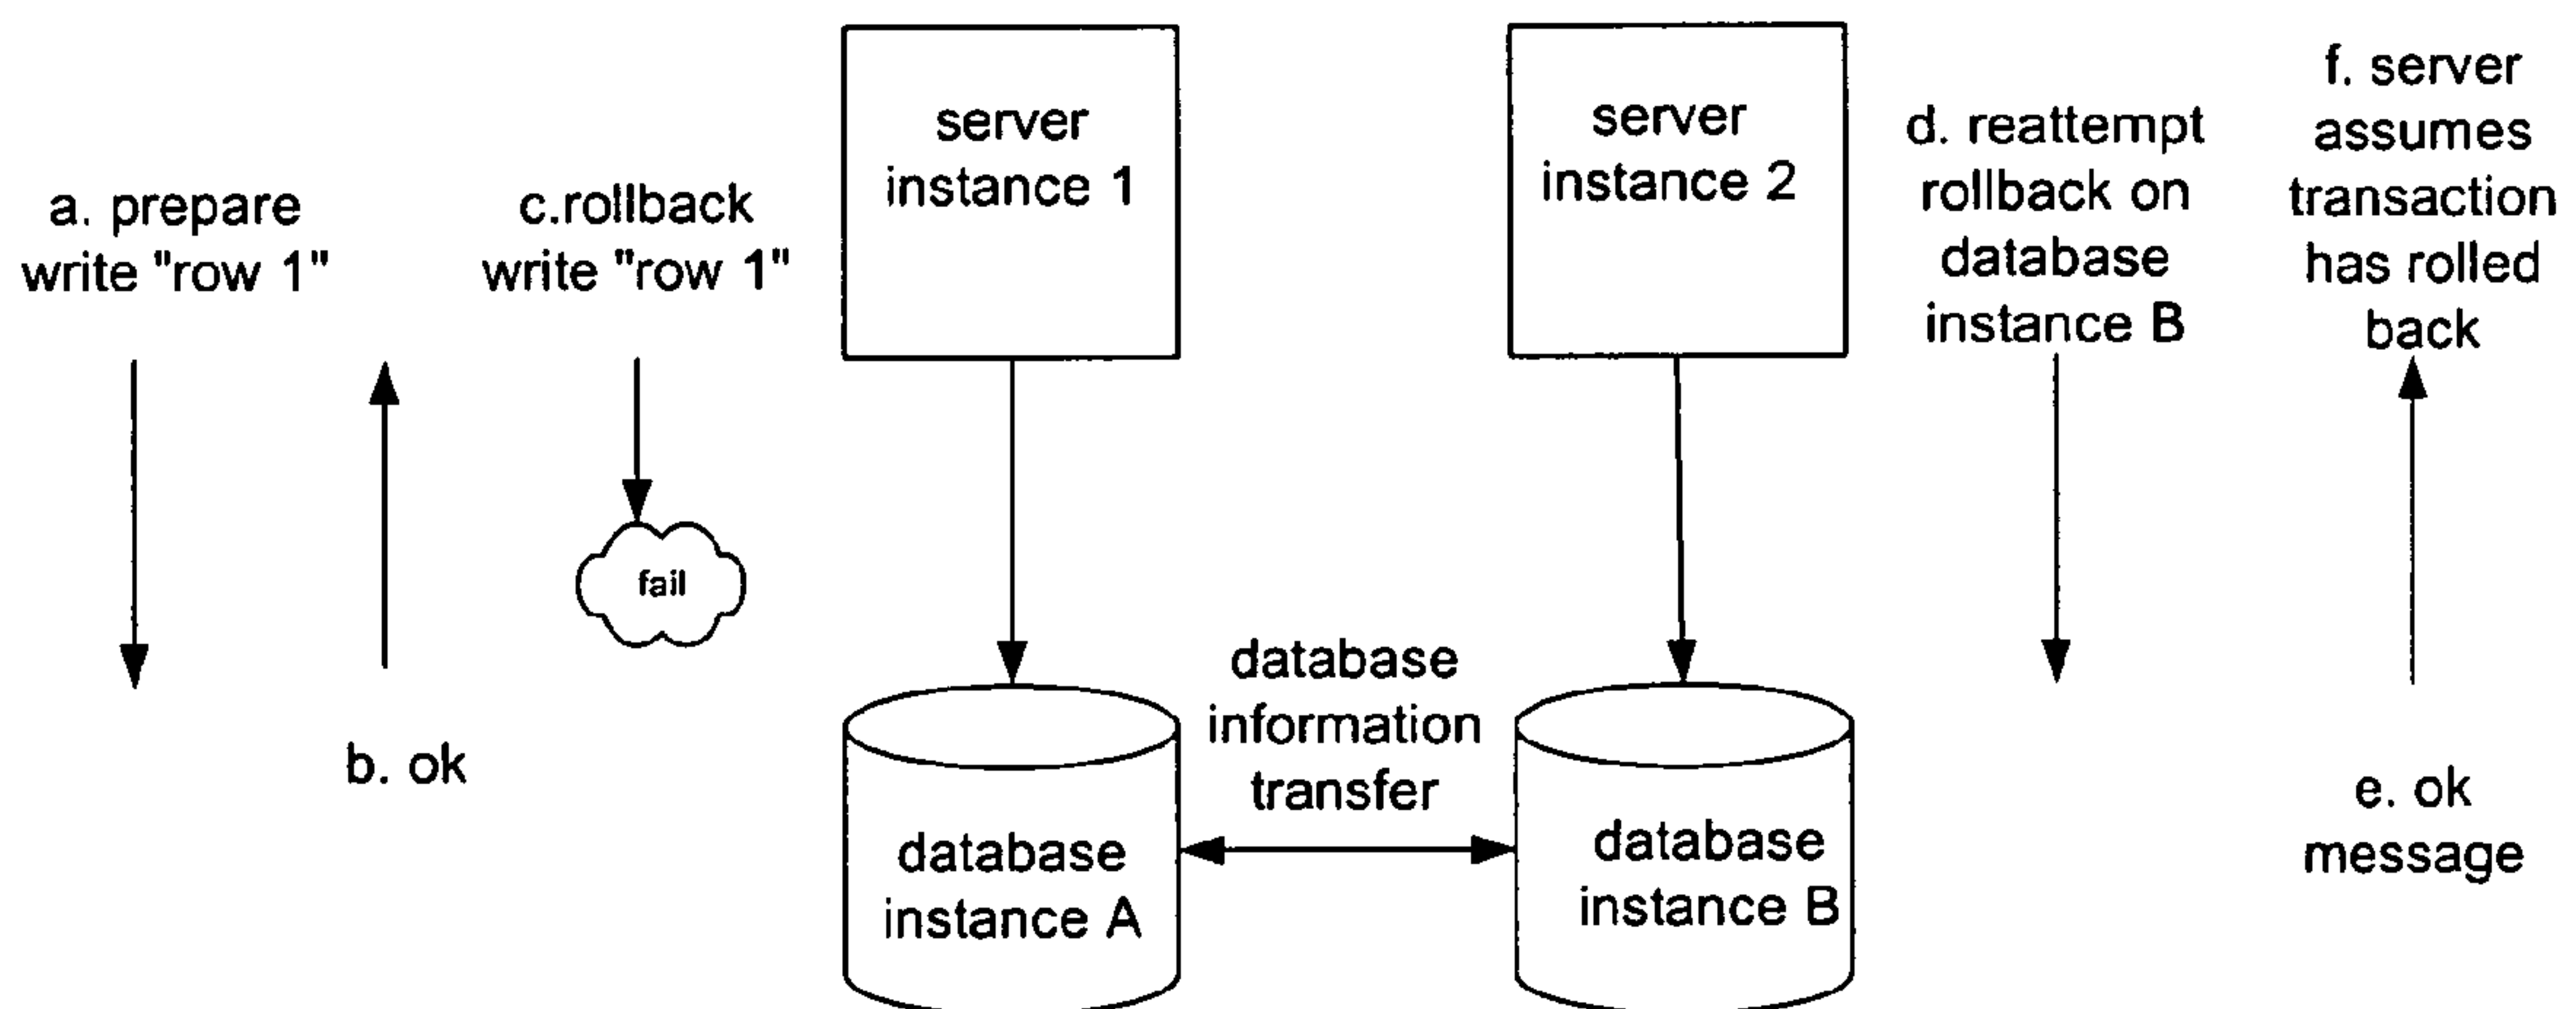 a. prepare
write "row 1"
b. ok
c.rollback
write "row 1"
fail
server
instance 1
database
instance A
database
information
transfer
server
instance 2
database
instance B
d. reattempt
rollback on
database
instance B
e. ok
message
f. server
assumes
transaction
has rolled
back